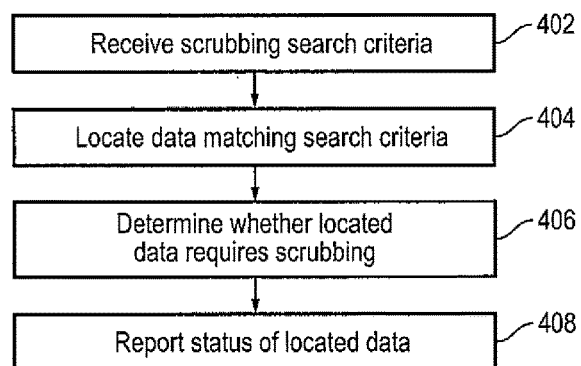 Receive scrubbing search criteria
402
Locate data matching search criteria
404
Determine whether located
data requires scrubbing
406
Report status of located data
408